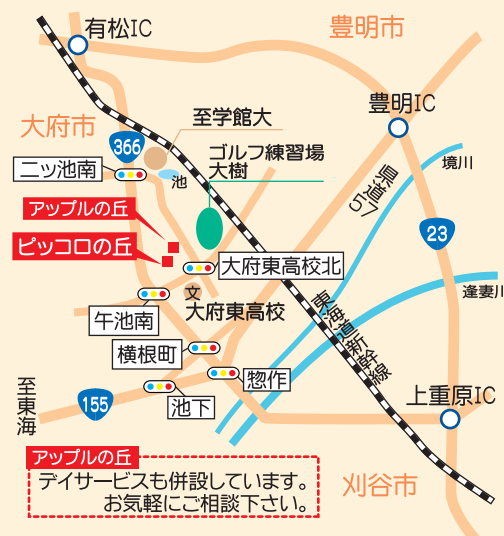 有松IC
豊明市
豊明IC
至学館大
大府市
366
ゴルフ練習場
大樹
二ッ池南
池
境川
県道57
アップルの丘
23
ピッコロの丘
大府東高校北
逢妻川
文
大府東高校
午池南
東海道新幹線
横根町
惣作
至東海
155
池下
上重原IC
アップルの丘
デイサービスも併設しています。
お気軽にご相談下さい。
刈谷市